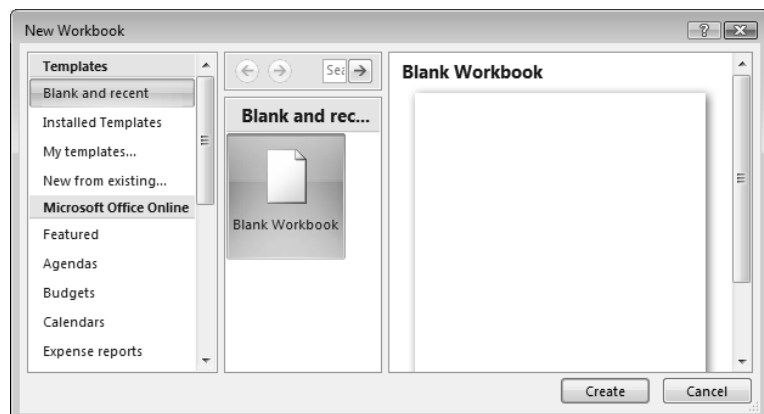 New Workbook
Templates
Blank and recent
Installed Templates
My templates...
New from existing...
Microsoft Office Online
Featured
Agendas
Budgets
Calendars
Expense reports
Blank and rec...
Blank Workbook
Blank Workbook
Create
Cancel